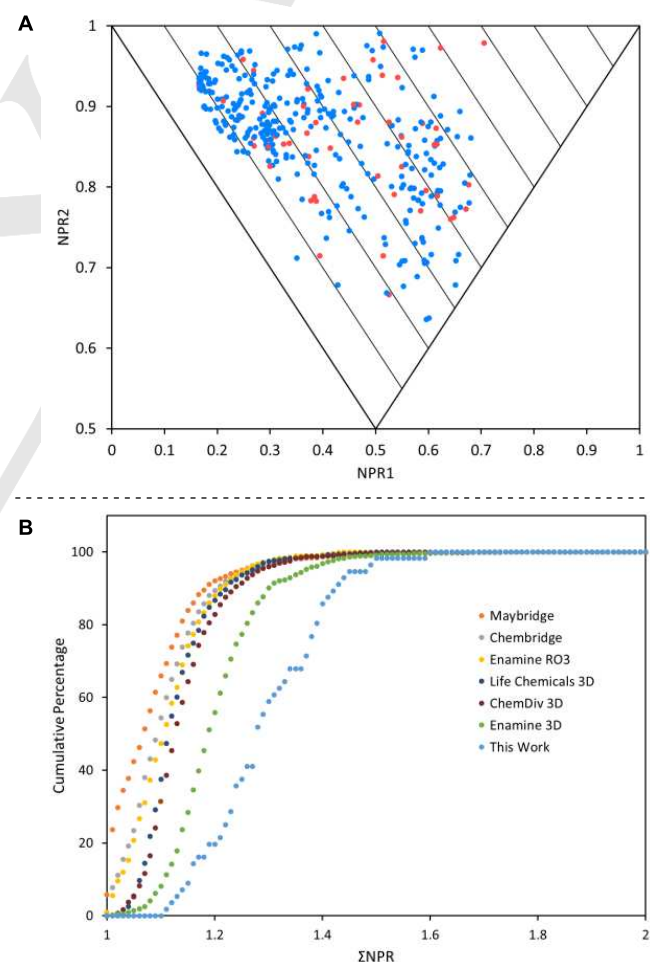 A
1
0.9
0.8
0.7
0.6
0.5
NPR2
0 0.1 0.2 0.3 0.4 0.5 0.6 0.7 0.8 0.9 1
NPR1
B
100
80
60
40
20
0
Cumulative Percentage
Maybridge
Chembridge
Enamine RO3
Life Chemicals 3D
ChemDiv 3D
Enamine 3D
This Work
1 1.2 1.4 1.6 1.8 2
ΣNPR